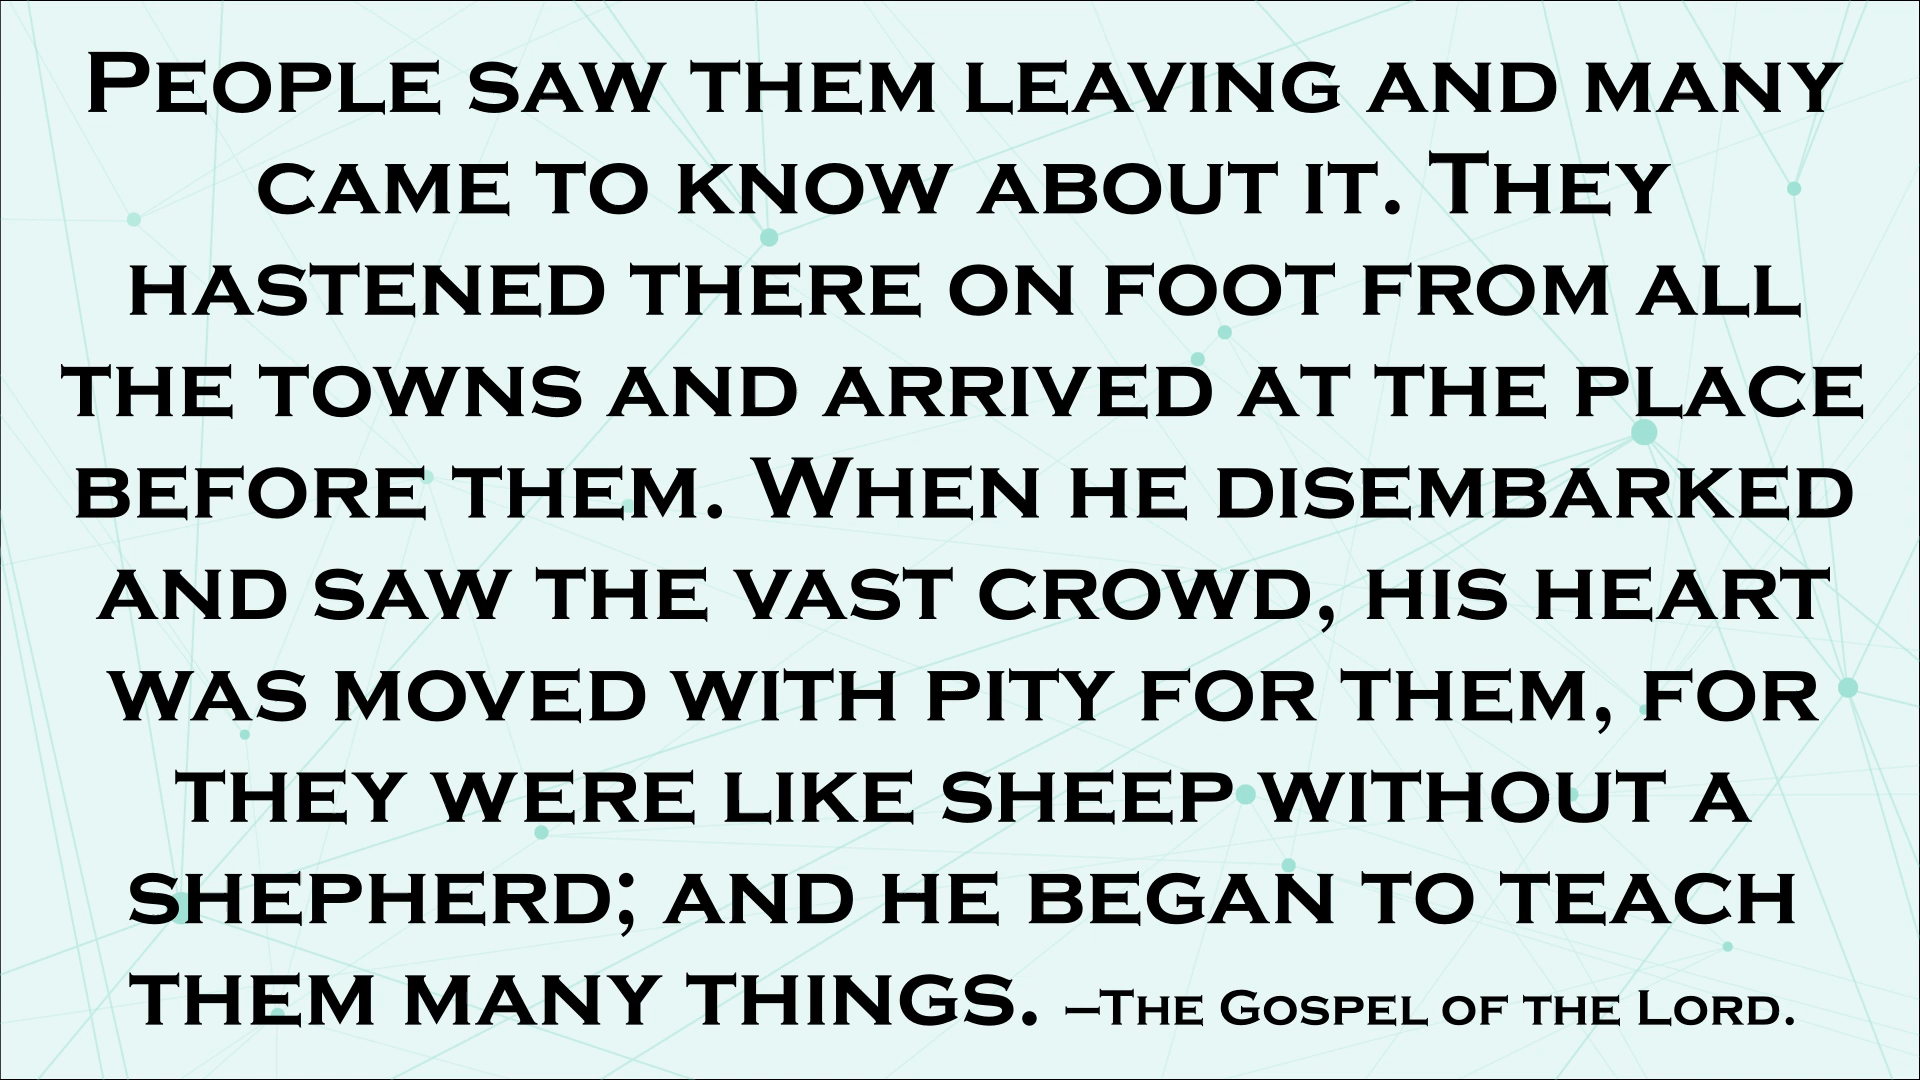 People saw them leaving and many
came to know about it. They
hastened there on foot from all
the towns and arrived at the place
before them. When he disembarked
and saw the vast crowd, his heart
was moved with pity for them, for
they were like sheep without a
shepherd; and he began to teach
them many things. –The Gospel of the Lord.